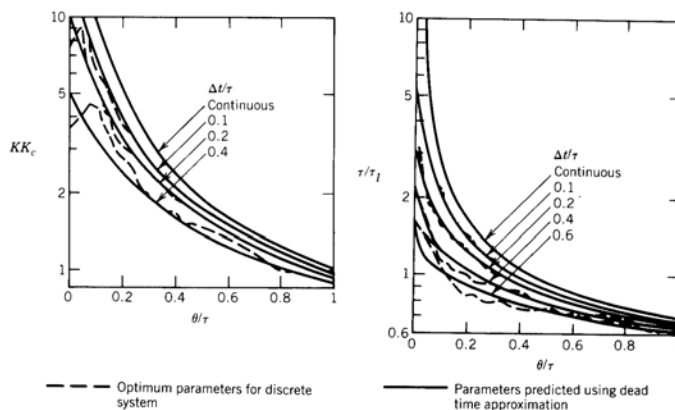 10
5
KK_c
2
1
0 0.2 0.4 0.6 0.8 1
θ/τ
Δt/τ
Continuous
0.1
0.2
0.4
10
5
τ/τ_I
2
1
0.6
0 0.2 0.4 0.6 0.8
θ/τ
Δt/τ
Continuous
0.1
0.2
0.4
0.6
Optimum parameters for discrete
system
Parameters predicted using dead
time approximation